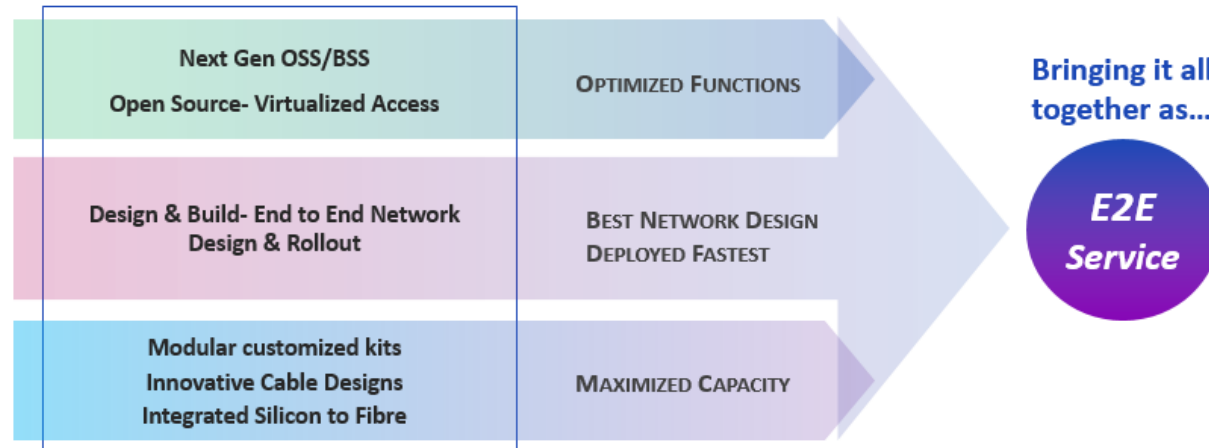 Next Gen OSS/BSS
Open Source- Virtualized Access
OPTIMIZED FUNCTIONS
Design & Build- End to End Network
Design & Rollout
BEST NETWORK DESIGN
DEPLOYED FASTEST
Modular customized kits
Innovative Cable Designs
Integrated Silicon to Fibre
MAXIMIZED CAPACITY
Bringing it all
together as...
E2E
Service